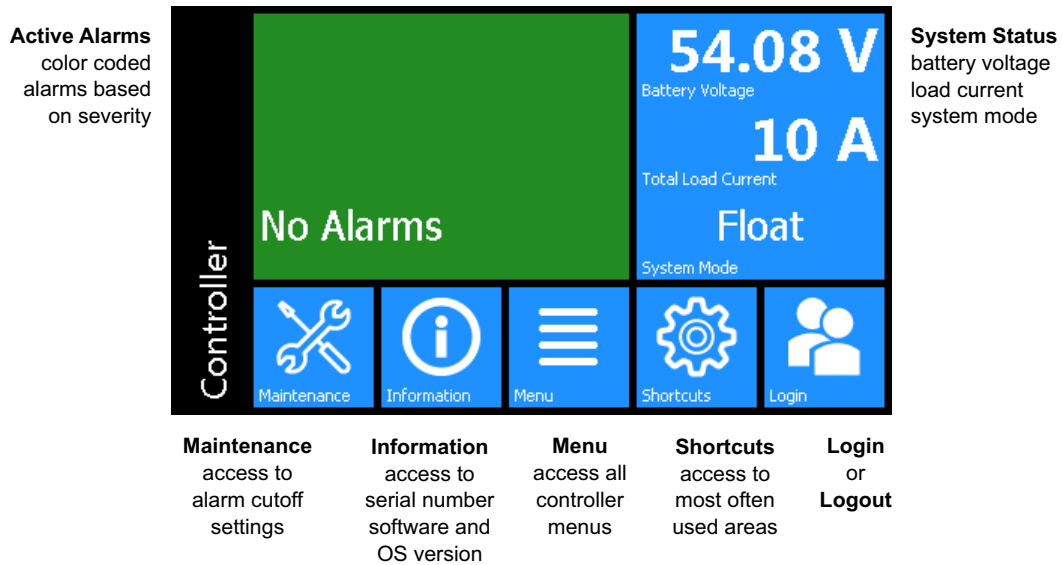 Active Alarms
color coded
alarms based
on severity
Controller
No Alarms
54.08 V
Battery Voltage
10 A
Total Load Current
Float
System Mode
System Status
battery voltage
load current
system mode
Maintenance
Information
Menu
Shortcuts
Login
Maintenance
access to
alarm cutoff
settings
Information
access to
serial number
software and
OS version
Menu
access all
controller
menus
Shortcuts
access to
most often
used areas
Login
or
Logout